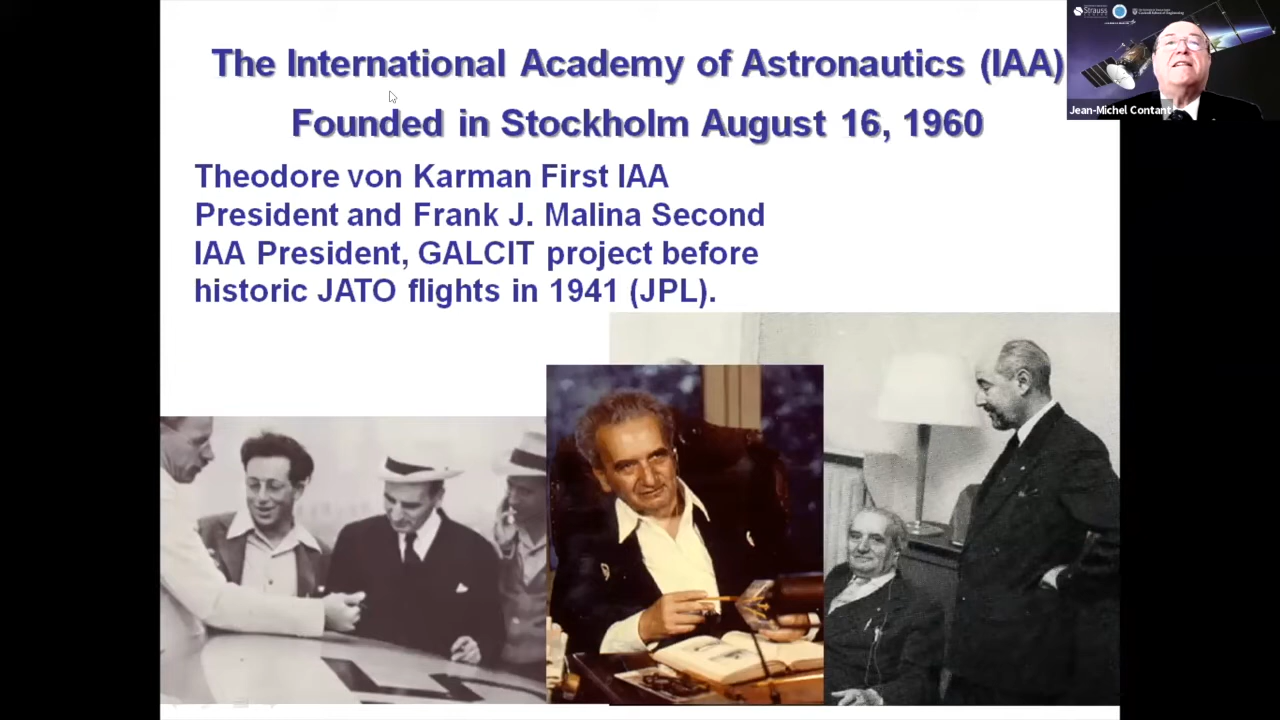 The International Academy of Astronautics (IAA)
Founded in Stockholm August 16, 1960
Theodore von Karman First IAA
President and Frank J. Malina Second
IAA President, GALCIT project before
historic JATO flights in 1941 (JPL).
Strauss
Jean-Michel Contant